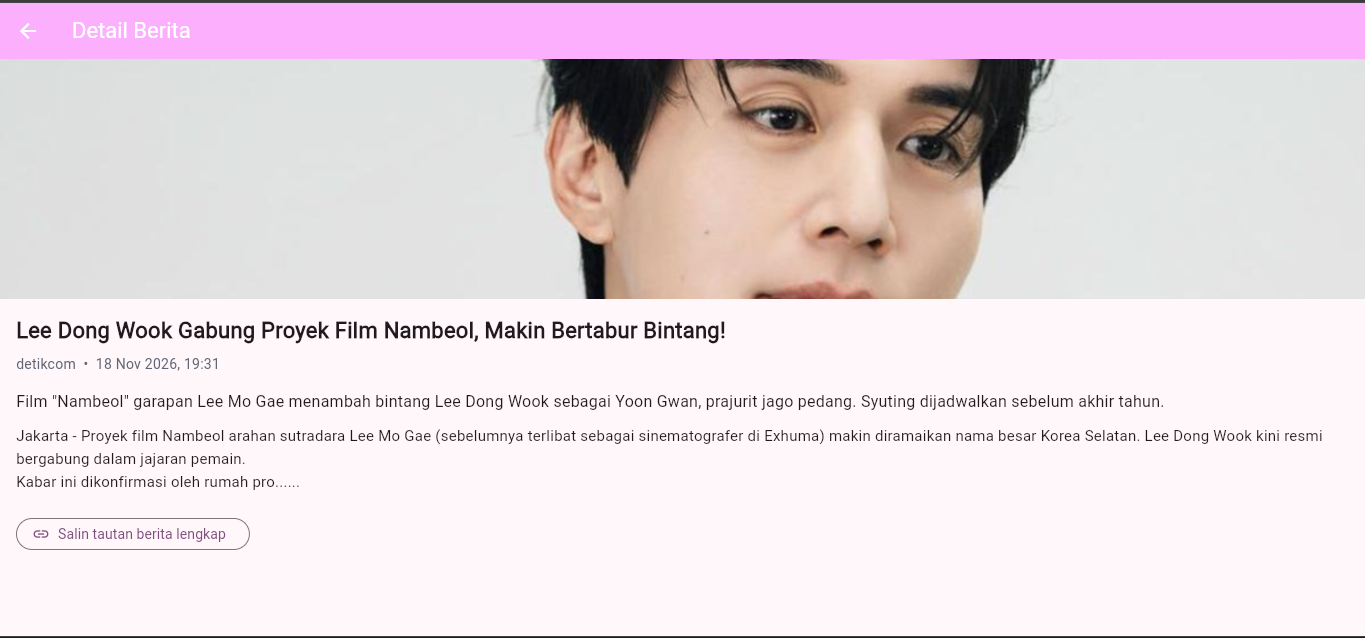 Detail Berita
Lee Dong Wook Gabung Proyek Film Nambeol, Makin Bertabur Bintang!
detikcom • 18 Nov 2026, 19:31
Film "Nambeol" garapan Lee Mo Gae menambah bintang Lee Dong Wook sebagai Yoon Gwan, prajurit jago pedang. Syuting dijadwalkan sebelum akhir tahun.
Jakarta - Proyek film Nambeol arahan sutradara Lee Mo Gae (sebelumnya terlibat sebagai sinematografer di Exhuma) makin diramaikan nama besar Korea Selatan. Lee Dong Wook kini resmi
bergabung dalam jajaran pemain.
Kabar ini dikonfirmasi oleh rumah pro......
Salin tautan berita lengkap